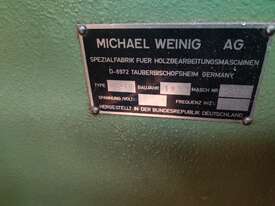 MICHAEL WEINIG AG
SPEZIALFABRIK FUER HOLZBEARBEITUNGSMASCHINEN
D-6972 TAUBERBISCHOFSHEIM GERMANY
TYPE BAUJAHR MASCH NR
SPANNUNG (VOLT) FREQUENZ (HZ)
HERGESTELLT IN DER BUNDESREPUBLIK DEUTSCHLAND